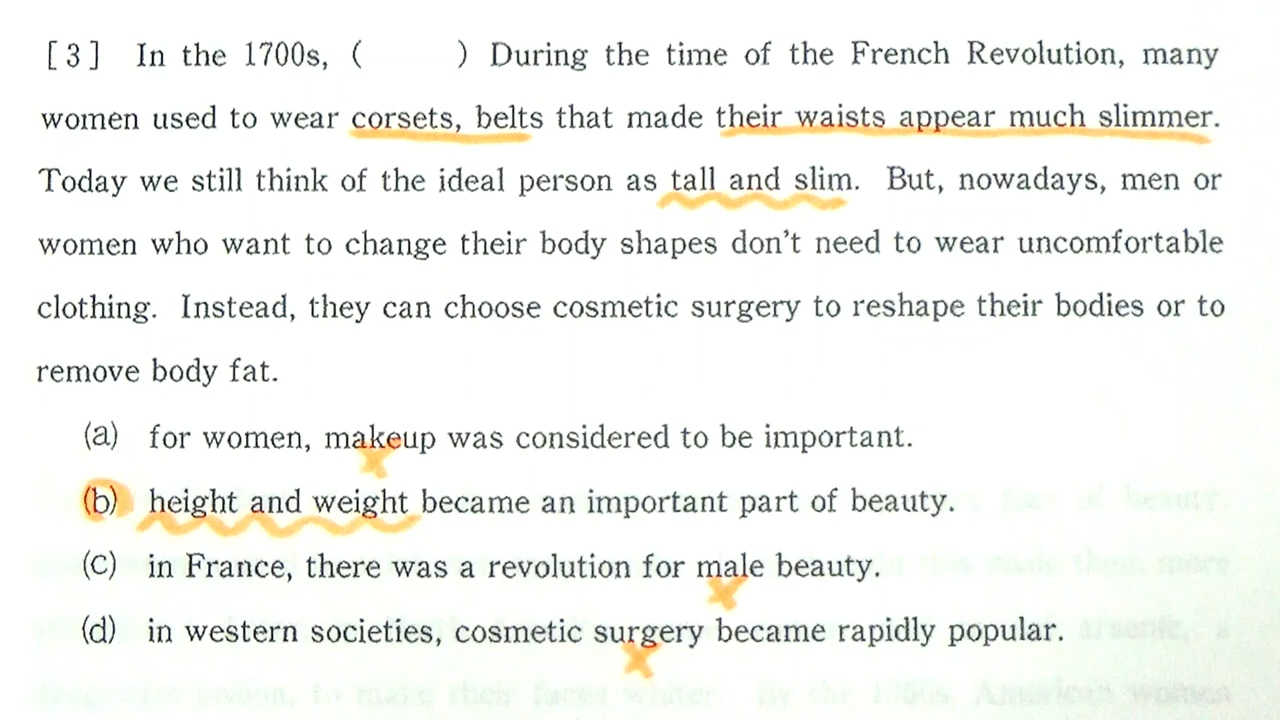 [3] In the 1700s, ( ) During the time of the French Revolution, many
women used to wear corsets, belts that made their waists appear much slimmer.
Today we still think of the ideal person as tall and slim. But, nowadays, men or
women who want to change their body shapes don't need to wear uncomfortable
clothing. Instead, they can choose cosmetic surgery to reshape their bodies or to
remove body fat.
(a) for women, makeup was considered to be important.
(b) height and weight became an important part of beauty.
(c) in France, there was a revolution for male beauty.
(d) in western societies, cosmetic surgery became rapidly popular.